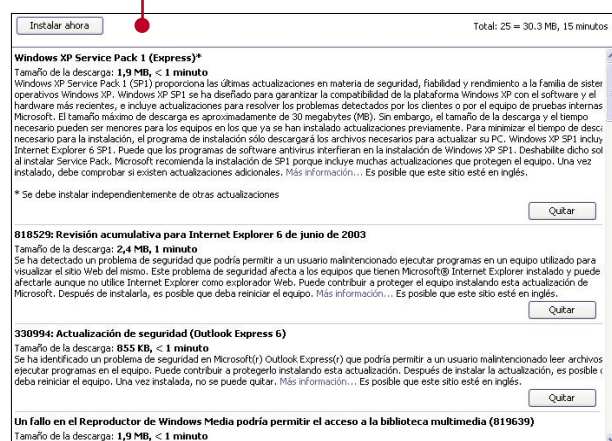 Instalar ahora
Total: 25 = 30.3 MB, 15 minutos
Windows XP Service Pack 1 (Express)*
Tamaño de la descarga: 1,9 MB, < 1 minuto
Windows XP Service Pack 1 (SP1) proporciona las últimas actualizaciones en materia de seguridad, fiabilidad y rendimiento a la familia de sister
operativos Windows XP. Windows XP SP1 se ha diseñado para garantizar la compatibilidad de la plataforma Windows XP con el software y el
hardware más recientes, e incluye actualizaciones para resolver los problemas detectados por los clientes o por el equipo de pruebas internas
Microsoft. El tamaño máximo de descarga es aproximadamente de 30 megabytes (MB). Sin embargo, el tamaño de la descarga y el tiempo
necesario pueden ser menores para los equipos en los que ya se han instalado actualizaciones previamente. Para minimizar el tiempo de desca
necesario para la instalación, el programa de instalación sólo descargará los archivos necesarios para actualizar su PC. Windows XP SP1 incluy
Internet Explorer 6 SP1. Puede que los programas de software antivirus interfieran en la instalación de Windows XP SP1. Deshabilite dicho sol
al instalar Service Pack. Microsoft recomienda la instalación de SP1 porque incluye muchas actualizaciones que protegen el equipo. Una vez
instalado, debe comprobar si existen actualizaciones adicionales. Más información... Es posible que este sitio esté en inglés.
* Se debe instalar independientemente de otras actualizaciones
Quitar
818529: Revisión acumulativa para Internet Explorer 6 de junio de 2003
Tamaño de la descarga: 2,4 MB, 1 minuto
Se ha detectado un problema de seguridad que podría permitir a un usuario malintencionado ejecutar programas en un equipo utilizado para
visualizar el sitio Web del mismo. Este problema de seguridad afecta a los equipos que tienen Microsoft® Internet Explorer instalado y puede
afectarle aunque no utilice Internet Explorer como explorador Web. Puede contribuir a proteger el equipo instalando esta actualización de
Microsoft. Después de instalarla, es posible que deba reiniciar el equipo. Más información... Es posible que este sitio esté en inglés.
Quitar
330994: Actualización de seguridad (Outlook Express 6)
Tamaño de la descarga: 855 KB, < 1 minuto
Se ha identificado un problema de seguridad en Microsoft(r) Outlook Express(r) que podría permitir a un usuario malintencionado leer archivos
ejecutar programas en el equipo. Puede contribuir a protegerlo instalando esta actualización. Después de instalar la actualización, es posible
deba reiniciar el equipo. Una vez instalada, no se puede quitar. Más información... Es posible que este sitio esté en inglés.
Quitar
Un fallo en el Reproductor de Windows Media podría permitir el acceso a la biblioteca multimedia (819639)
Tamaño de la descarga: 1,9 MB, < 1 minuto